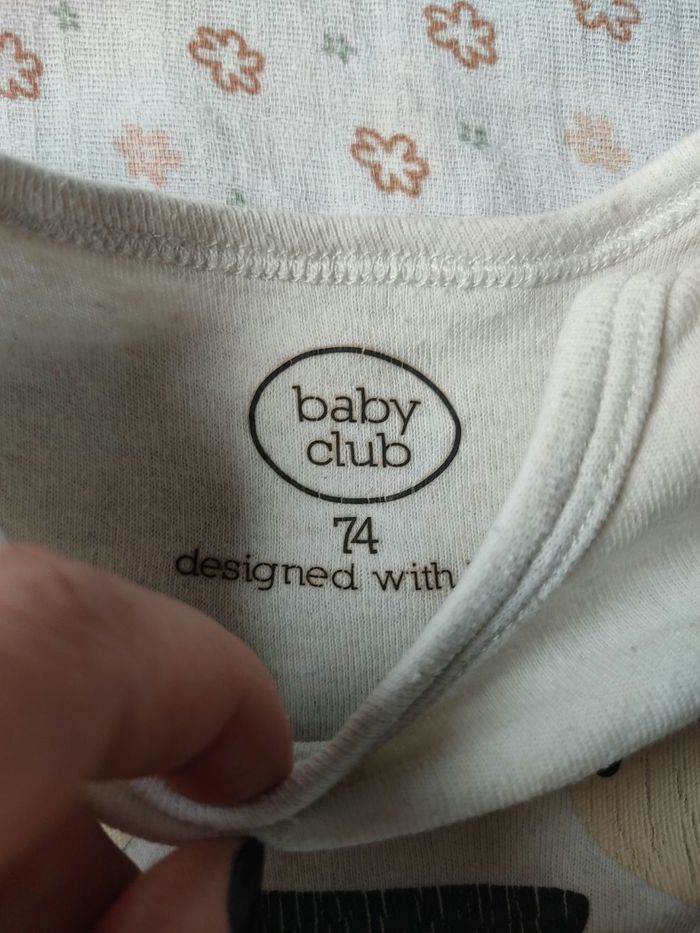 baby
club
74
designed with